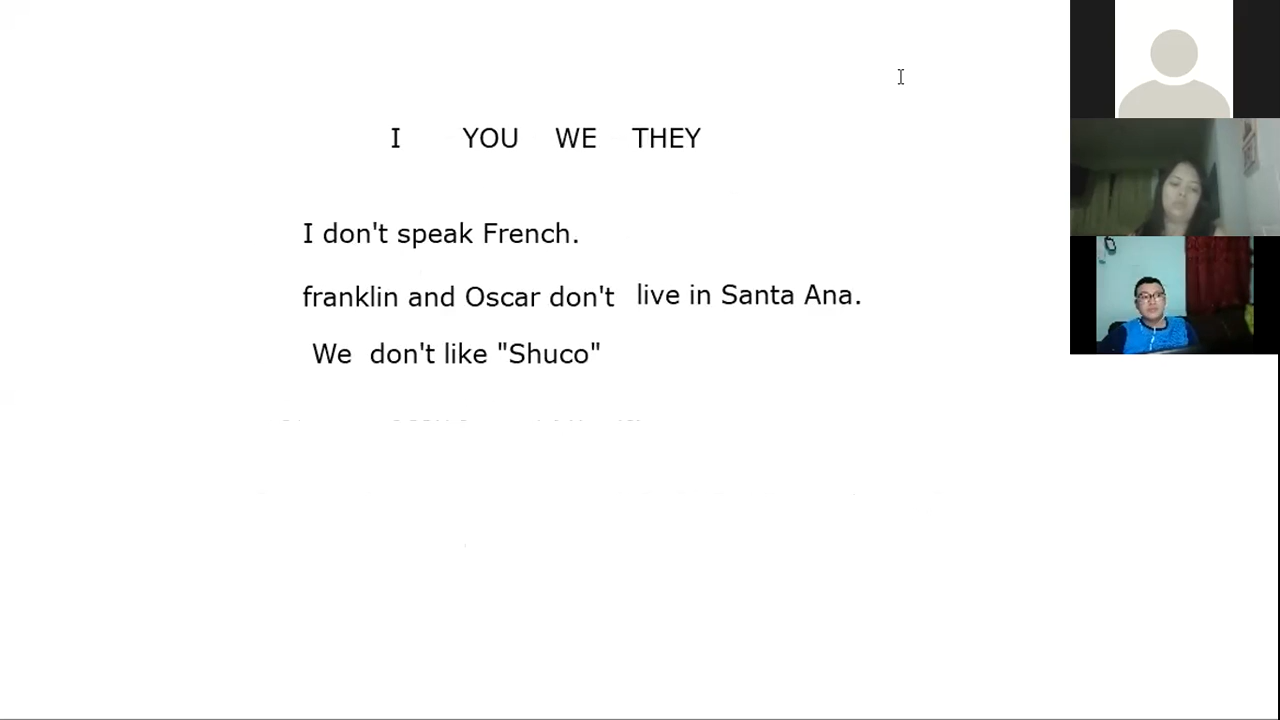 I YOU WE THEY
I don't speak French.
franklin and Oscar don't live in Santa Ana.
We don't like "Shuco"